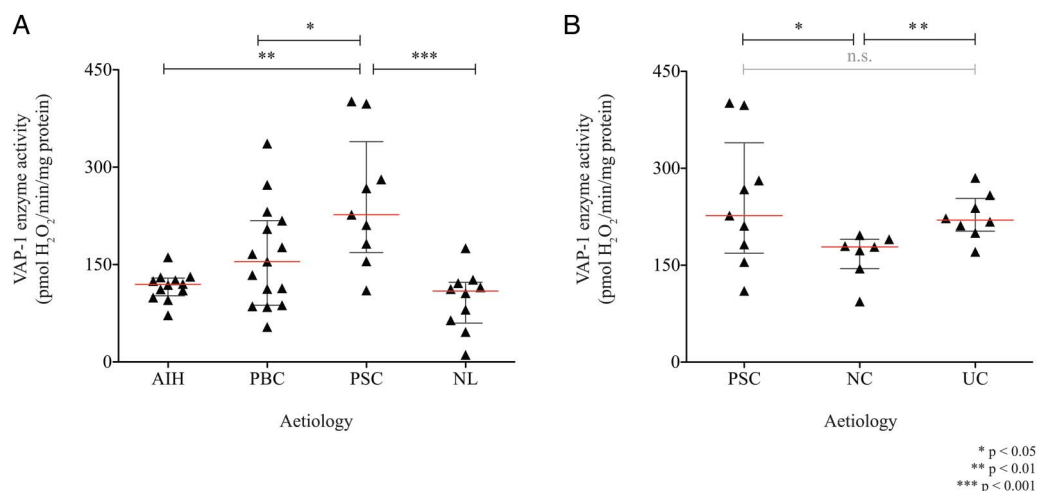 A
*
**
***
450
300
150
0
VAP-1 enzyme activity
(pmol H₂O₂/min/mg protein)
AIH PBC PSC NL
Aetiology
B
*
**
n.s.
450
300
150
0
VAP-1 enzyme activity
(pmol H₂O₂/min/mg protein)
PSC NC UC
Aetiology
* p < 0.05
** p < 0.01
*** p < 0.001